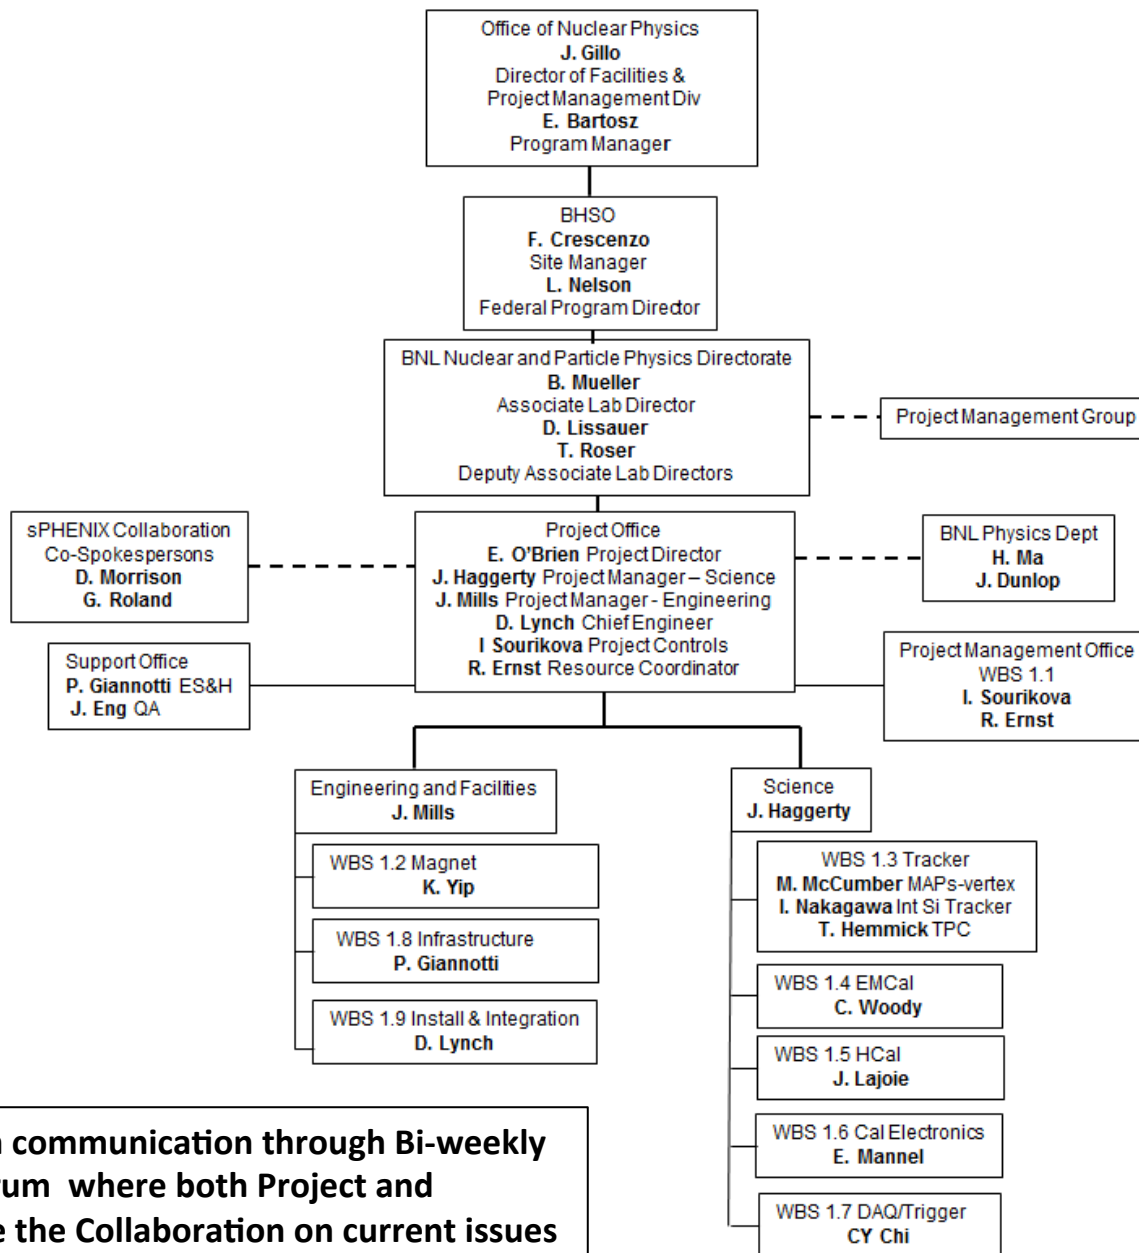 Office of Nuclear Physics
J. Gillo
Director of Facilities &
Project Management Div
E. Bartosz
Program Manager
BHSO
F. Crescenzo
Site Manager
L. Nelson
Federal Program Director
BNL Nuclear and Particle Physics Directorate
B. Mueller
Associate Lab Director
D. Lissauer
T. Roser
Deputy Associate Lab Directors
Project Management Group
sPHENIX Collaboration
Co-Spokespersons
D. Morrison
G. Roland
Project Office
E. O'Brien Project Director
J. Haggerty Project Manager – Science
J. Mills Project Manager - Engineering
D. Lynch Chief Engineer
I Sourikova Project Controls
R. Ernst Resource Coordinator
BNL Physics Dept
H. Ma
J. Dunlop
Support Office
P. Giannotti ES&H
J. Eng QA
Project Management Office
WBS 1.1
I. Sourikova
R. Ernst
Engineering and Facilities
J. Mills
WBS 1.2 Magnet
K. Yip
WBS 1.8 Infrastructure
P. Giannotti
WBS 1.9 Install & Integration
D. Lynch
Science
J. Haggerty
WBS 1.3 Tracker
M. McCumber MAPs-vertex
I. Nakagawa Int Si Tracker
T. Hemmick TPC
WBS 1.4 EMCal
C. Woody
WBS 1.5 HCal
J. Lajoie
WBS 1.6 Cal Electronics
E. Mannel
WBS 1.7 DAQ/Trigger
CY Chi
communication through Bi-weekly
where both Project and
the Collaboration on current issues